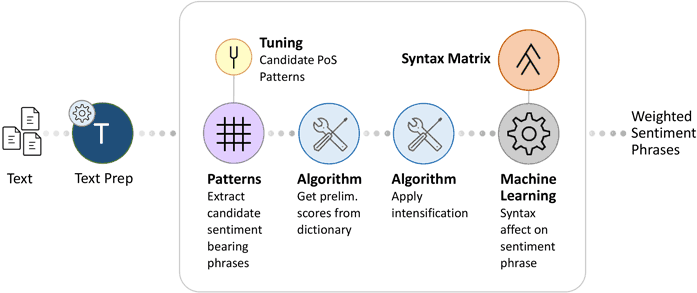 Tuning
Candidate PoS
Patterns
Syntax Matrix
T
Text
Text Prep
Patterns
Extract
candidate
sentiment
bearing
phrases
Algorithm
Get prelim.
scores from
dictionary
Algorithm
Apply
intensification
Machine
Learning
Syntax
affect on
sentiment
phrase
Weighted
Sentiment
Phrases